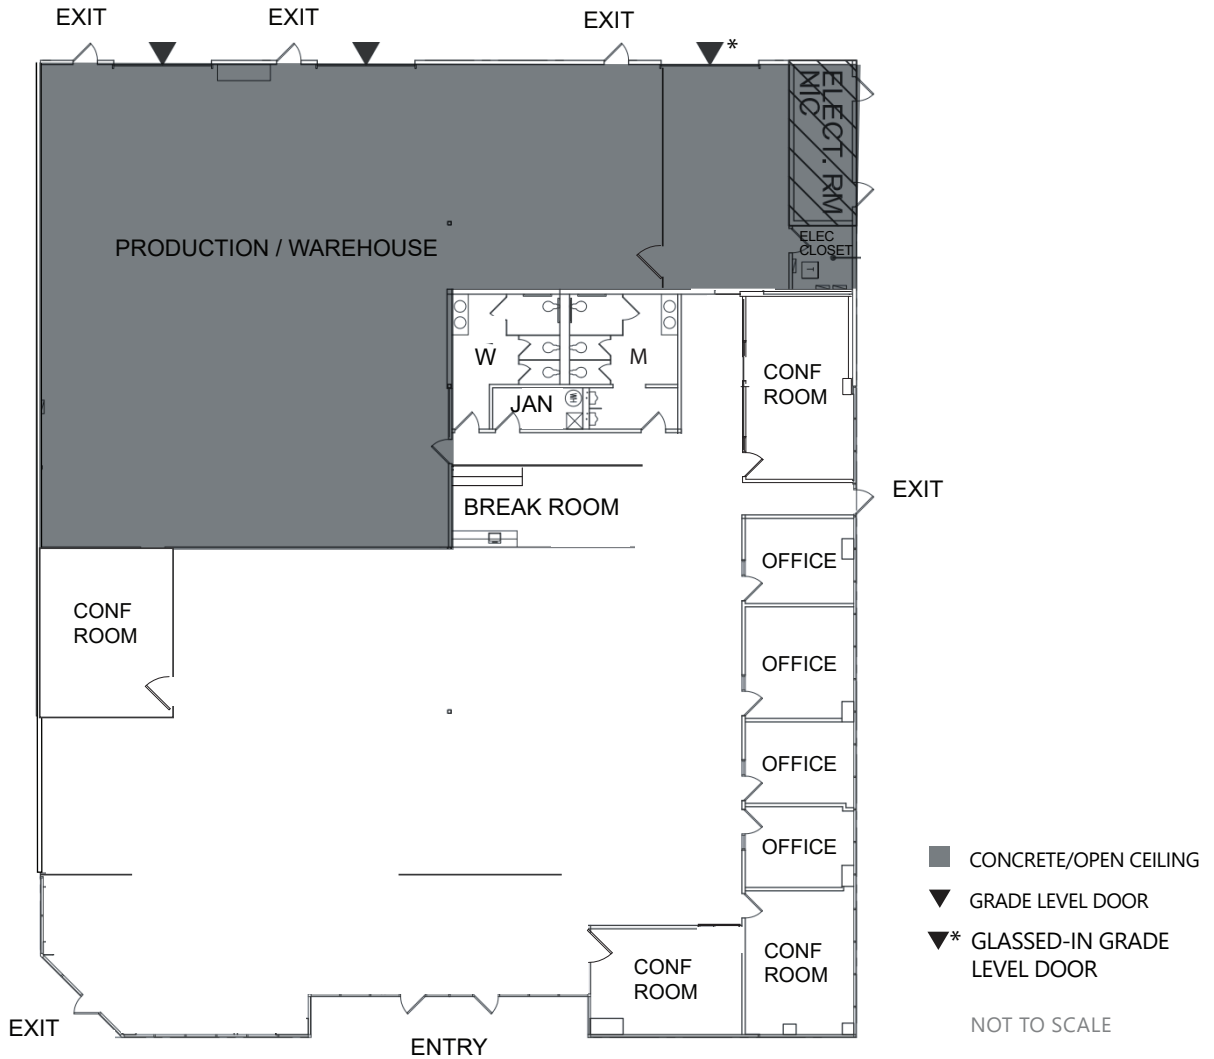 EXIT
EXIT
EXIT
*
ELECT. RM
NIC
PRODUCTION / WAREHOUSE
ELEC
CLOSET
T
W
M
CONF
ROOM
JAN
WH
EXIT
BREAK ROOM
OFFICE
CONF
ROOM
OFFICE
OFFICE
OFFICE
CONCRETE/OPEN CEILING
GRADE LEVEL DOOR
* GLASSED-IN GRADE
LEVEL DOOR
CONF
ROOM
CONF
ROOM
NOT TO SCALE
EXIT
ENTRY